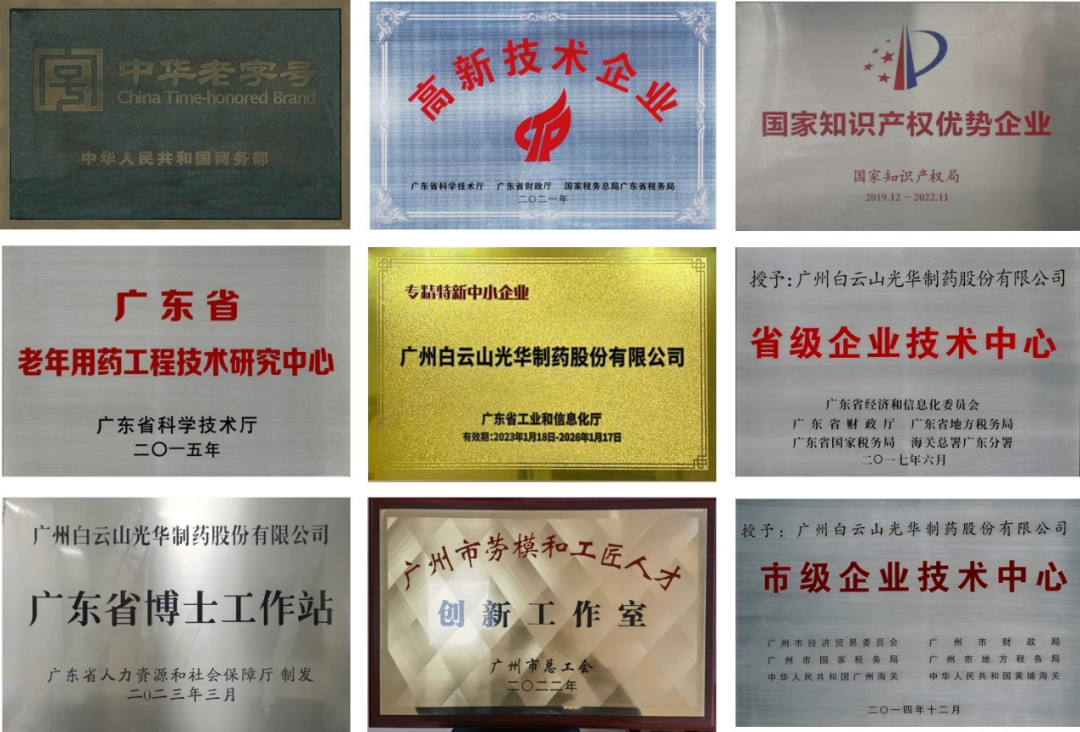 中华老字号
China Time-honored Brand
中华人民共和国商务部
高新技术企业
广东省科学技术厅 广东省财政厅 国家税务总局广东省税务局
二〇二一年
国家知识产权优势企业
国家知识产权局
2019.12 - 2022.11
广东省
老年用药工程技术研究中心
广东省科学技术厅
二〇一五年
专精特新中小企业
广州白云山光华制药股份有限公司
广东省工业和信息化厅
有效期:2023年1月18日-2026年1月17日
授予:广州白云山光华制药股份有限公司
省级企业技术中心
广东省经济和信息化委员会
广东省财政厅 广东省地方税务局
广东省国家税务局 海关总署广东分署
二〇一七年六月
广州白云山光华制药股份有限公司
广东省博士工作站
广东省人力资源和社会保障厅 制发
二〇二三年三月
广州市劳模和工匠人才
创新工作室
广州市总工会
二〇二二年
授予：广州白云山光华制药股份有限公司
市级企业技术中心
广州市经济贸易委员会 广州市财政局
广州市国家税务局 广州市地方税务局
中华人民共和国广州海关 中华人民共和国黄埔海关
二〇一四年十二月